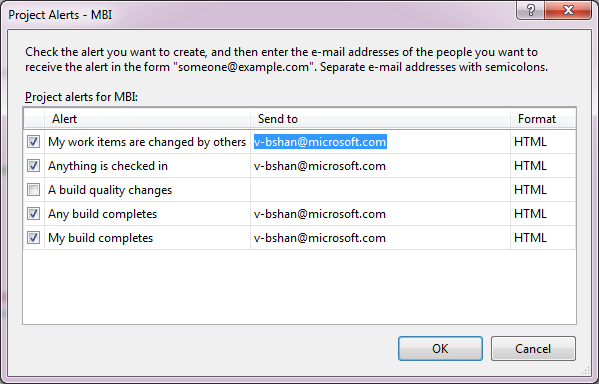 Project Alerts - MBI
Check the alert you want to create, and then enter the e-mail addresses of the people you want to
receive the alert in the form "someone@example.com". Separate e-mail addresses with semicolons.
Project alerts for MBI:
Alert Send to Format
My work items are changed by others v-bshan@microsoft.com HTML
Anything is checked in v-bshan@microsoft.com HTML
A build quality changes HTML
Any build completes v-bshan@microsoft.com HTML
My build completes v-bshan@microsoft.com HTML
OK Cancel